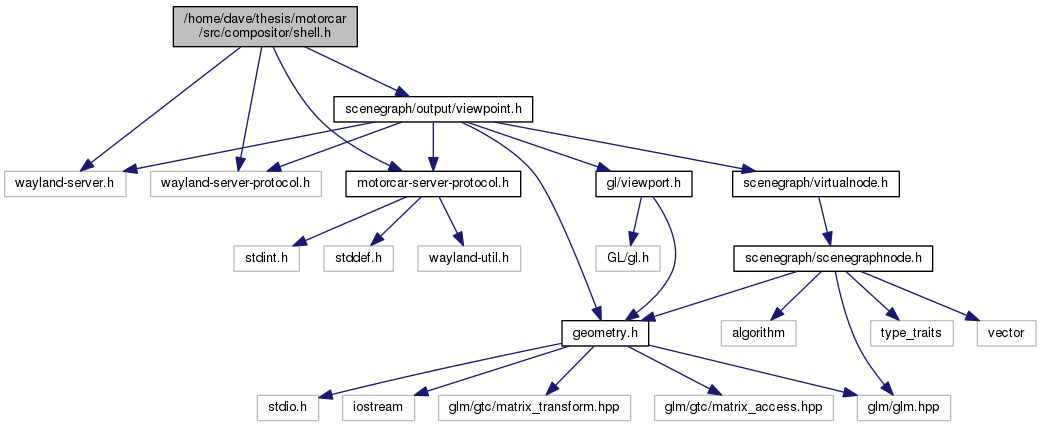 /home/dave/thesis/motorcar
/src/compositor/shell.h
scenegraph/output/viewpoint.h
wayland-server.h
wayland-server-protocol.h
motorcar-server-protocol.h
gl/viewport.h
scenegraph/virtualnode.h
stdint.h
stddef.h
wayland-util.h
GL/gl.h
scenegraph/scenegraphnode.h
geometry.h
algorithm
type_traits
vector
stdio.h
iostream
glm/gtc/matrix_transform.hpp
glm/gtc/matrix_access.hpp
glm/glm.hpp